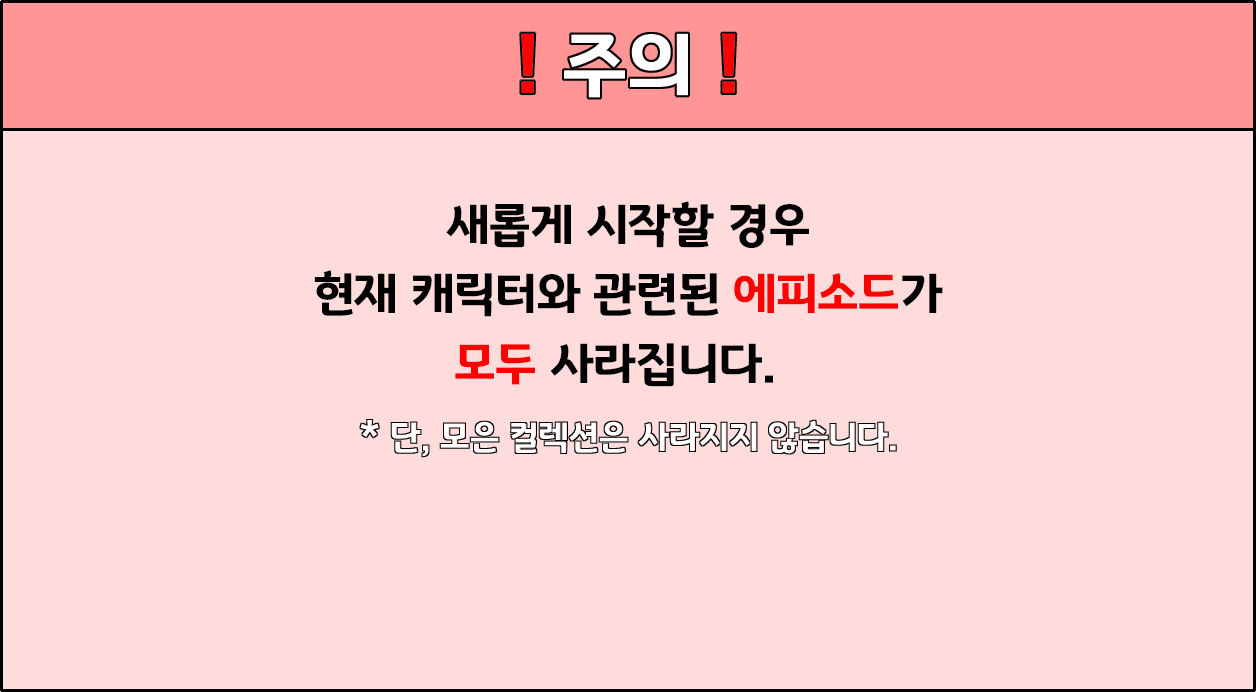 ! 주의 !
새롭게 시작할 경우
현재 캐릭터와 관련된 에피소드가
모두 사라집니다.
* 단, 모은 컬렉션은 사라지지 않습니다.